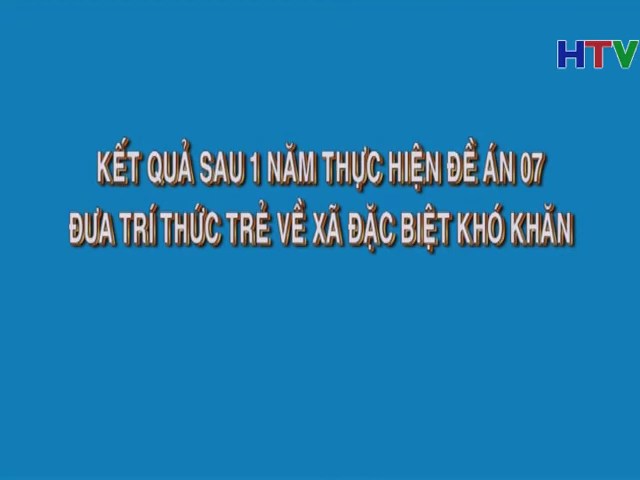 HTV
KẾT QUẢ SAU 1 NĂM THỰC HIỆN ĐỀ ÁN 07
ĐƯA TRÍ THỨC TRẺ VỀ XÃ ĐẶC BIỆT KHÓ KHĂN